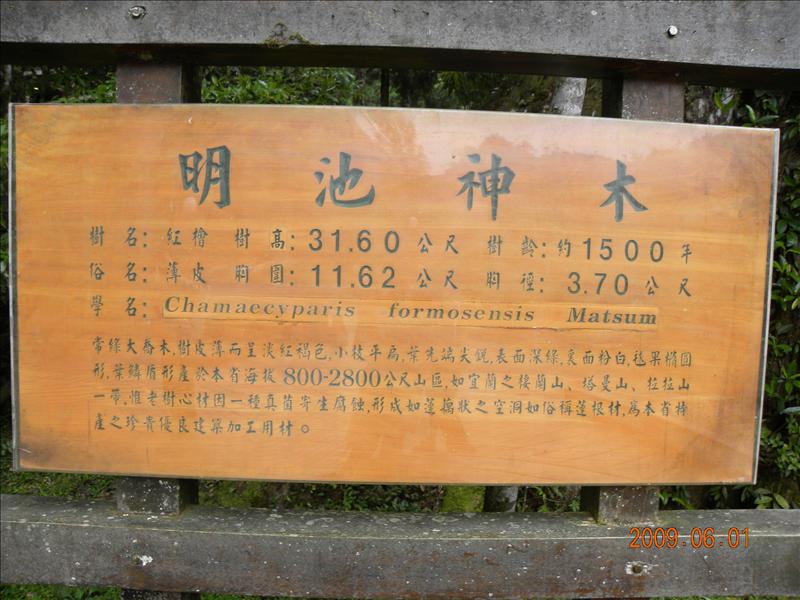 明池神木
樹名：紅檜 樹高：31.60公尺 樹齡：約1500年
俗名：薄皮 胸圍：11.62公尺 胸徑：3.70公尺
學名：Chamaecyparis formosensis Matsum
常綠大喬木，樹皮薄而呈淡紅褐色，小枝平扁，葉先端尖銳，表面深綠，裏面粉白，毬果橢圓
形，葉鱗盾形產於本省海拔800-2800公尺山區，如宜蘭之棲蘭山、塔曼山、拉拉山
一帶，惟老樹心材因一種真菌寄生腐蝕，形成如蓮藕狀之空洞如俗稱蓮根材，為本省特
產之珍貴優良建築加工用材。
2009.06.01